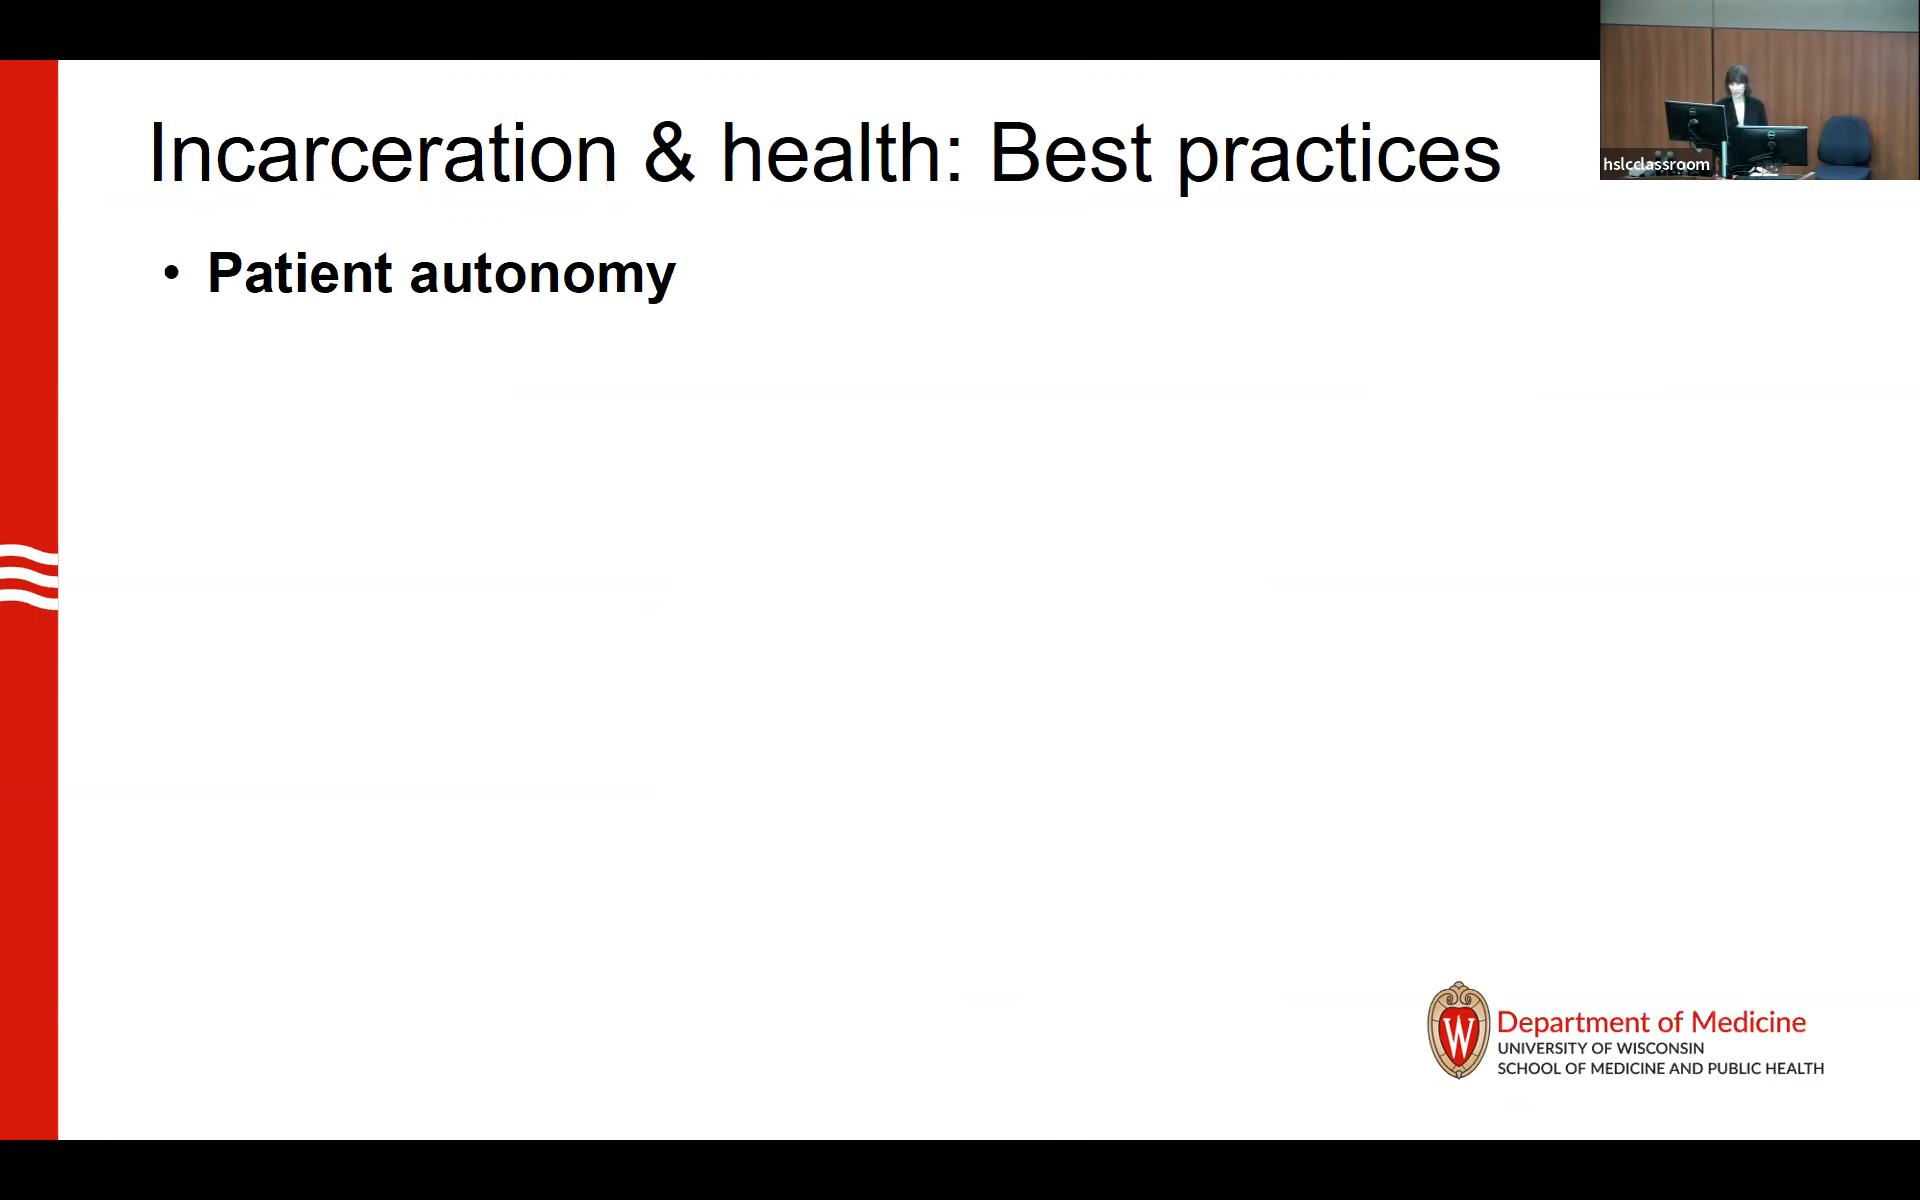 Incarceration & health: Best practices
hslcclassroom
• Patient autonomy
W
Department of Medicine
UNIVERSITY OF WISCONSIN
SCHOOL OF MEDICINE AND PUBLIC HEALTH